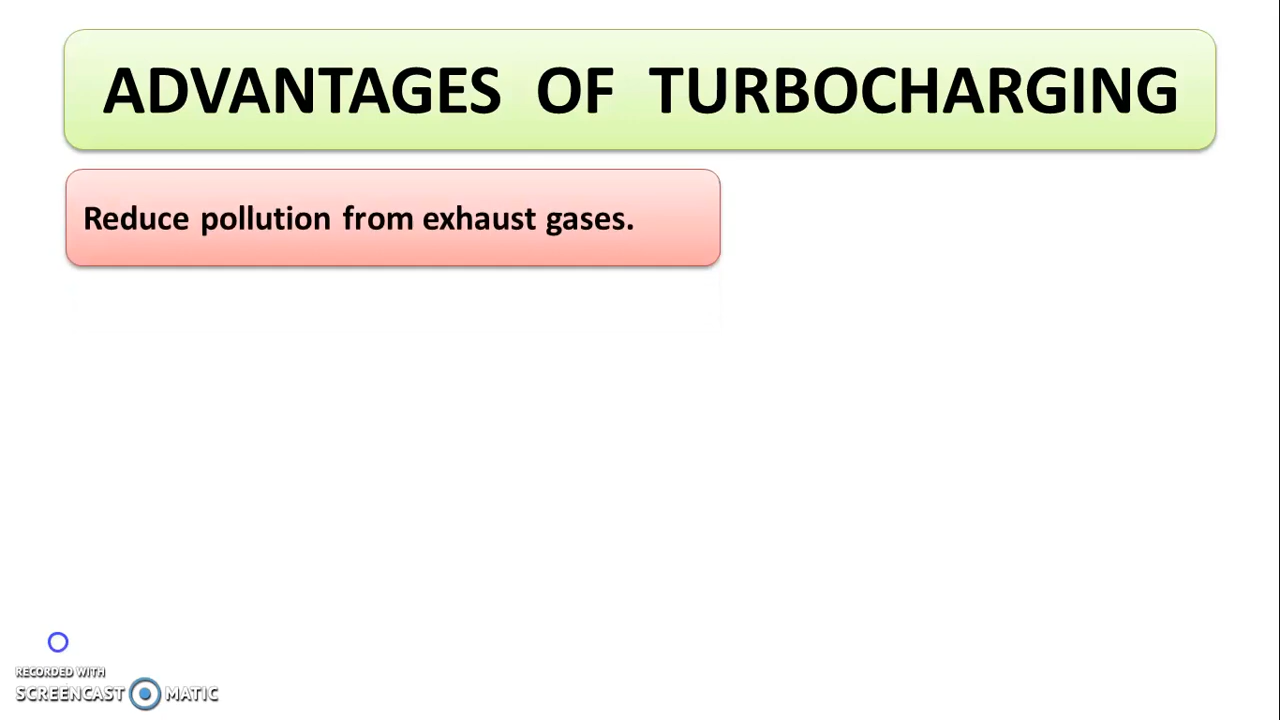 ADVANTAGES OF TURBOCHARGING
Reduce pollution from exhaust gases.
RECORDED WITH
SCREENCAST MATIC